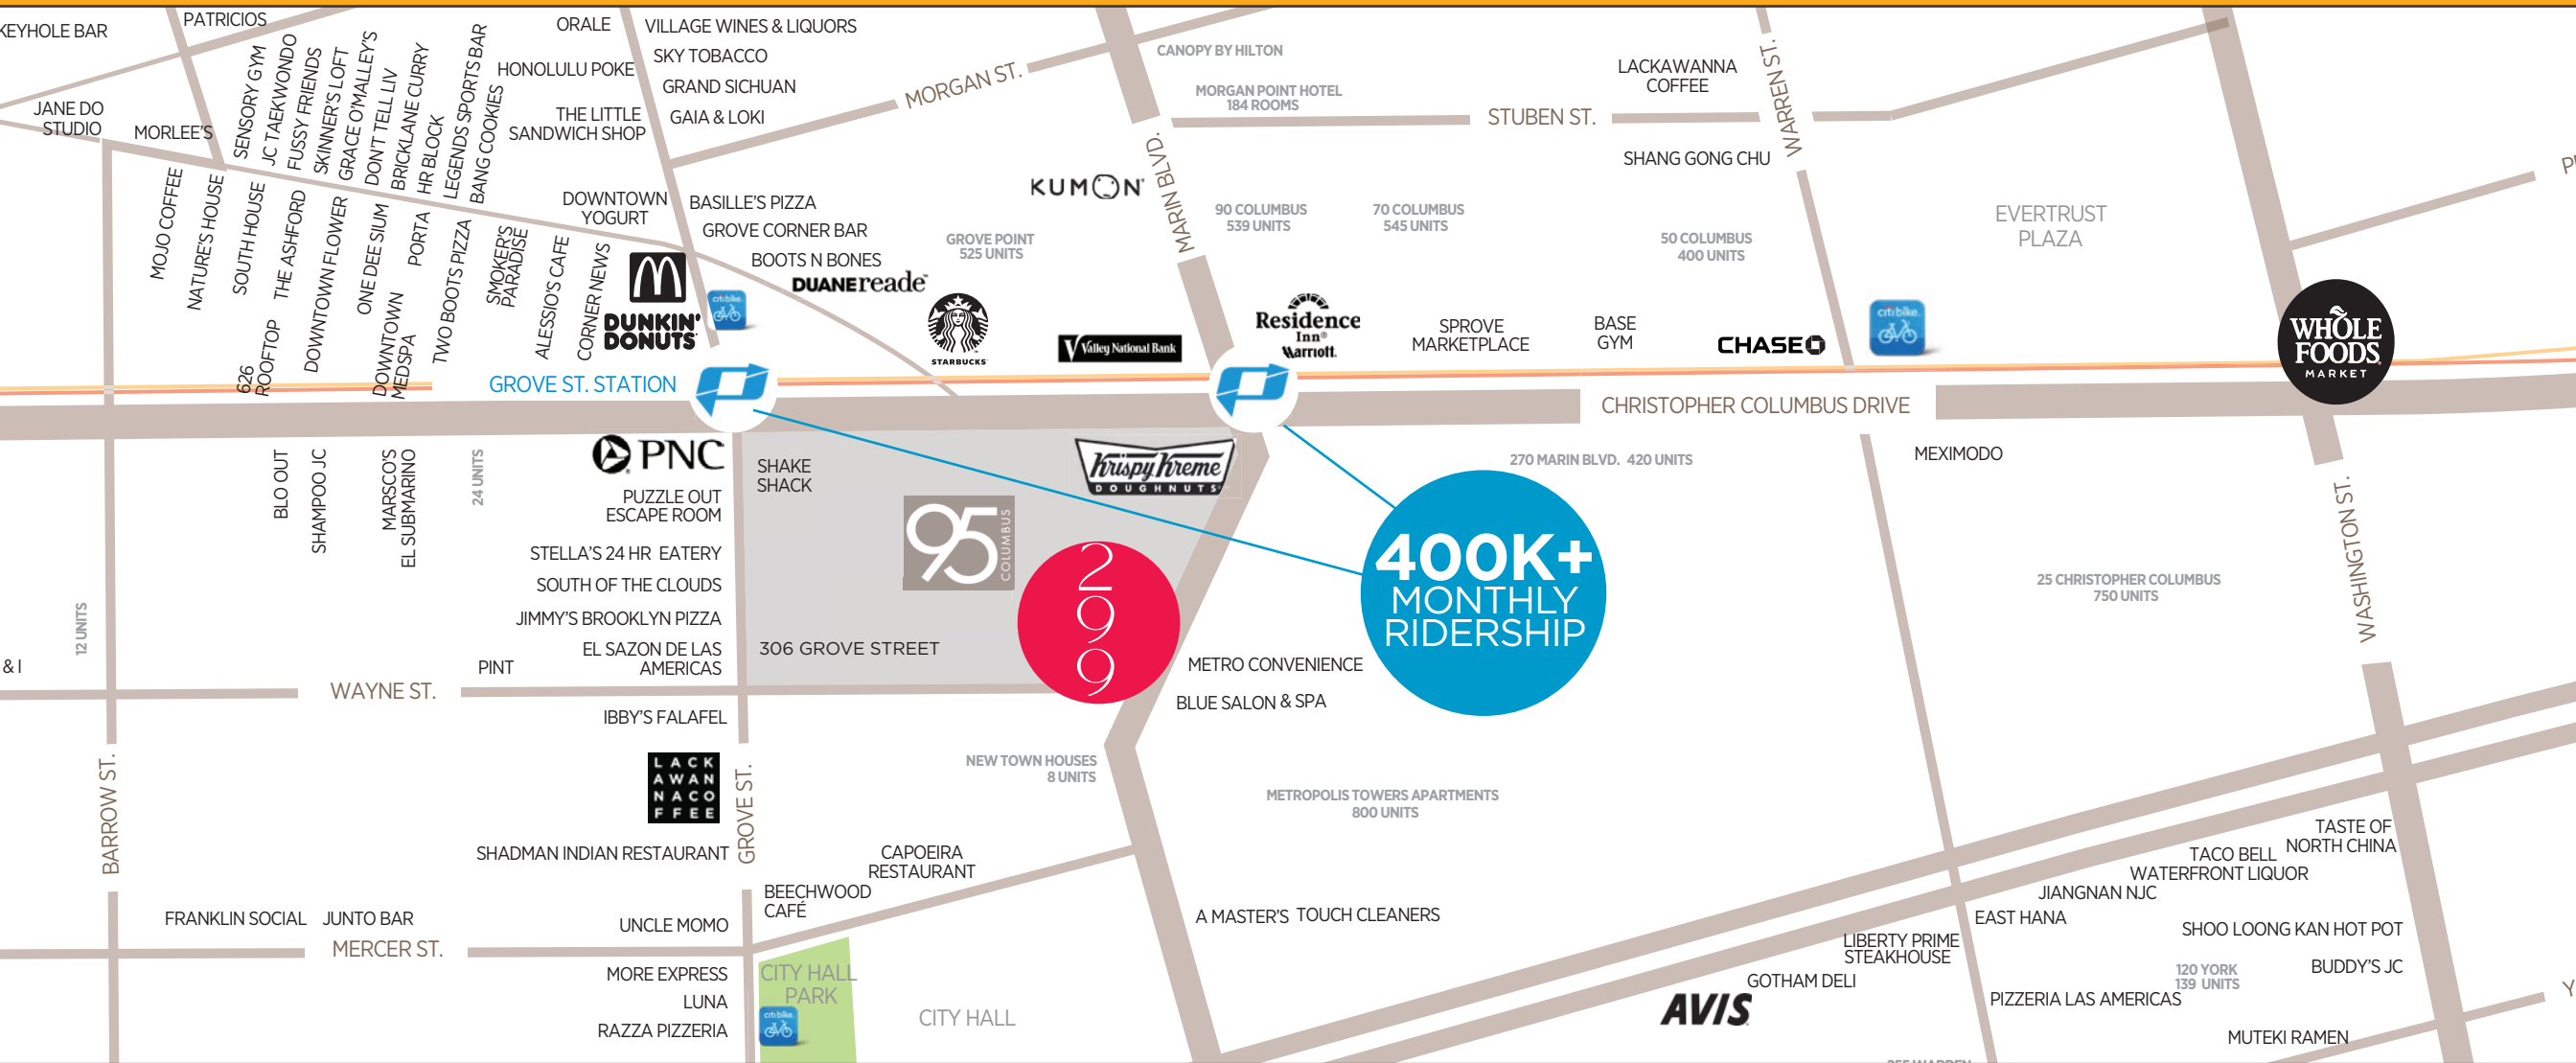 KEYHOLE BAR
PATRICIOS
ORALE
VILLAGE WINES & LIQUORS
SKY TOBACCO
HONOLULU POKE
GRAND SICHUAN
THE LITTLE
SANDWICH SHOP
GAIA & LOKI
MORGAN ST.
CANOPY BY HILTON
MORGAN POINT HOTEL
184 ROOMS
STUBEN ST.
LACKAWANNA
COFFEE
WARREN ST.
SHANG GONG CHU
JANE DO
STUDIO
MORLEE'S
SENSORY GYM
JC TAEKWONDO
FUSSY FRIENDS
SKINNER'S LOFT
GRACE O'MALLEY'S
DON'T TELL LIV
BRICKLANE CURRY
HR BLOCK
LEGENDS SPORTS BAR
BANG COOKIES
MOJO COFFEE
NATURE'S HOUSE
SOUTH HOUSE
THE ASHFORD
DOWNTOWN FLOWER
ONE DEE SIUM
PORTA
TWO BOOTS PIZZA
SMOKER'S
PARADISE
ALESSIO'S CAFE
CORNER NEWS
626
ROOFTOP
DOWNTOWN
MEDSPA
DOWNTOWN
YOGURT
BASILLE'S PIZZA
GROVE CORNER BAR
BOOTS N BONES
DUANEreade
DUNKIN'
DONUTS
citibike
KUMON
MARIN BLVD.
GROVE POINT
525 UNITS
90 COLUMBUS
539 UNITS
70 COLUMBUS
545 UNITS
50 COLUMBUS
400 UNITS
EVERTRUST
PLAZA
STARBUCKS
Valley National Bank
Residence
Inn®
Marriott.
SPROVE
MARKETPLACE
BASE
GYM
CHASE
citibike
WHOLE
FOODS
MARKET
GROVE ST. STATION
CHRISTOPHER COLUMBUS DRIVE
BLO OUT
SHAMPOO JC
MARSCO'S
EL SUBMARINO
24 UNITS
PNC
SHAKE
SHACK
Krispy Kreme
DOUGHNUTS
270 MARIN BLVD. 420 UNITS
MEXIMODO
PUZZLE OUT
ESCAPE ROOM
95
COLUMBUS
STELLA'S 24 HR EATERY
SOUTH OF THE CLOUDS
JIMMY'S BROOKLYN PIZZA
EL SAZON DE LAS
AMERICAS
299
400K+
MONTHLY
RIDERSHIP
25 CHRISTOPHER COLUMBUS
750 UNITS
WASHINGTON ST.
12 UNITS
& I
306 GROVE STREET
METRO CONVENIENCE
BLUE SALON & SPA
WAYNE ST.
PINT
IBBY'S FALAFEL
LACK
AWAN
NACO
FFEE
NEW TOWN HOUSES
8 UNITS
METROPOLIS TOWERS APARTMENTS
800 UNITS
BARROW ST.
GROVE ST.
SHADMAN INDIAN RESTAURANT
CAPOEIRA
RESTAURANT
BEECHWOOD
CAFÉ
FRANKLIN SOCIAL
JUNTO BAR
UNCLE MOMO
MERCER ST.
A MASTER'S TOUCH CLEANERS
MORE EXPRESS
LUNA
RAZZA PIZZERIA
CITY HALL
PARK
citibike
CITY HALL
TASTE OF
NORTH CHINA
TACO BELL
WATERFRONT LIQUOR
JIANGNAN NJC
EAST HANA
SHOO LOONG KAN HOT POT
LIBERTY PRIME
STEAKHOUSE
GOTHAM DELI
AVIS
120 YORK
139 UNITS
BUDDY'S JC
PIZZERIA LAS AMERICAS
MUTEKI RAMEN